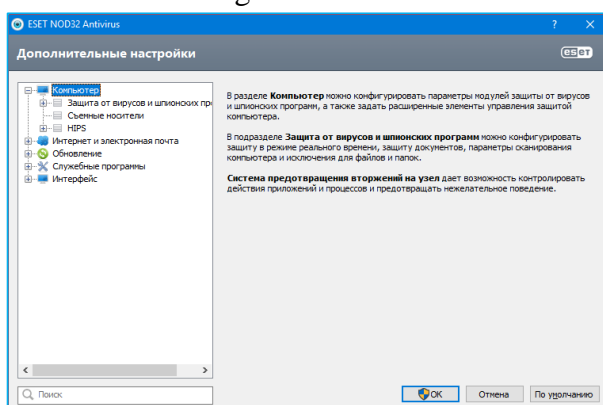 ESET NOD32 Antivirus
Дополнительные настройки
eset
Компьютер
Защита от вирусов и шпионских пр
Съемные носители
HIPS
Интернет и электронная почта
Обновление
Служебные программы
Интерфейс
В разделе Компьютер можно конфигурировать параметры модулей защиты от вирусов
и шпионских программ, а также задать расширенные элементы управления защитой
компьютера.
В подразделе Защита от вирусов и шпионских программ можно конфигурировать
защиту в режиме реального времени, защиту документов, параметры сканирования
компьютера и исключения для файлов и папок.
Система предотвращения вторжений на узел дает возможность контролировать
действия приложений и процессов и предотвращать нежелательное поведение.
Поиск
OK Отмена По умолчанию